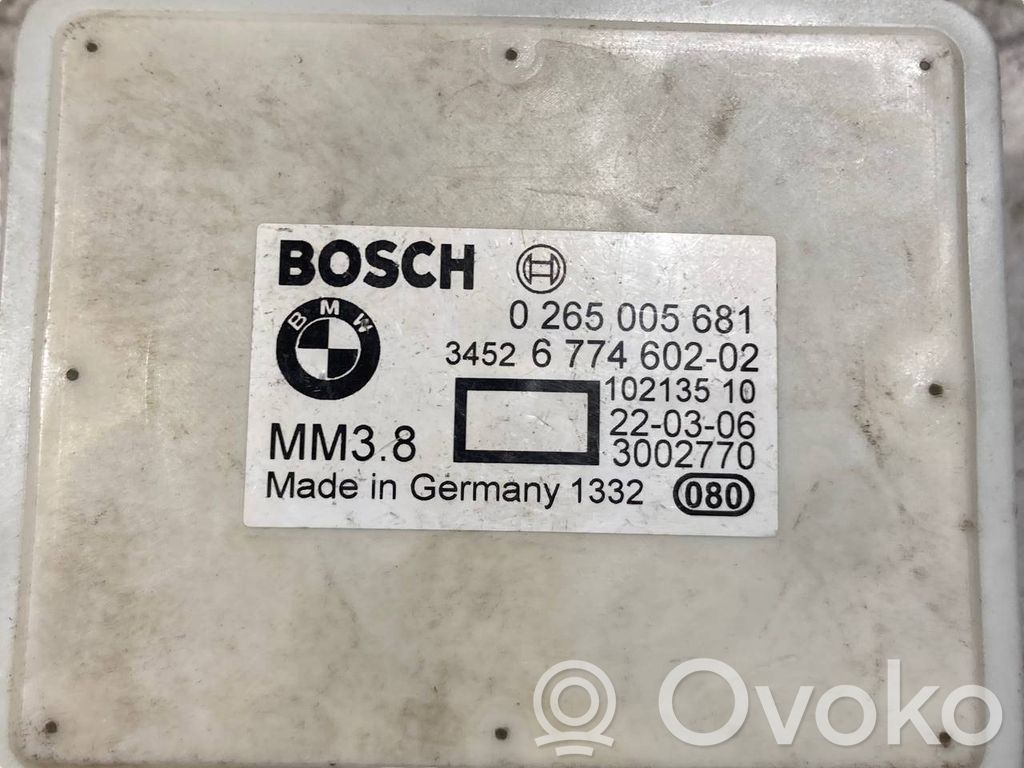 BOSCH
BMW
0 265 005 681
3452 6 774 602-02
102135 10
22-03-06
MM3.8
3002770
Made in Germany 1332
080
Ovoko